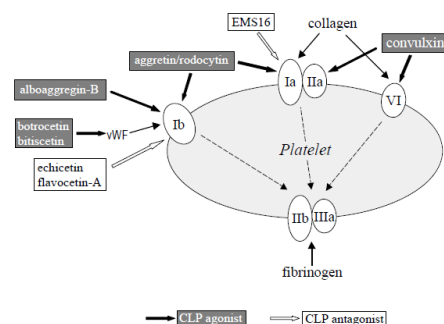 EMS16
collagen
aggretin/rodocytin
convulxin
Ia
IIa
alboaggregin-B
VI
Ib
botrocetin
bitiscetin
vWF
Platelet
echicetin
flavocetin-A
IIb
IIIa
fibrinogen
CLP agonist
CLP antagonist